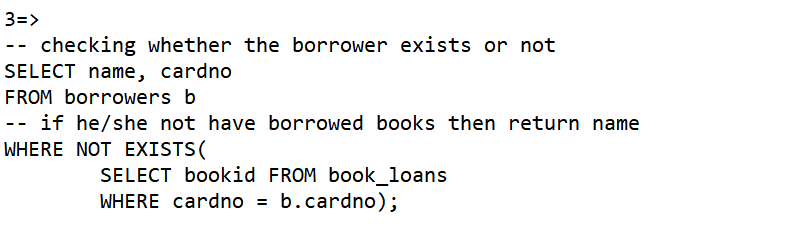 3=>
-- checking whether the borrower exists or not
SELECT name, cardno
FROM borrowers b
-- if he/she not have borrowed books then return name
WHERE NOT EXISTS(
        SELECT bookid FROM book_loans
        WHERE cardno = b.cardno);